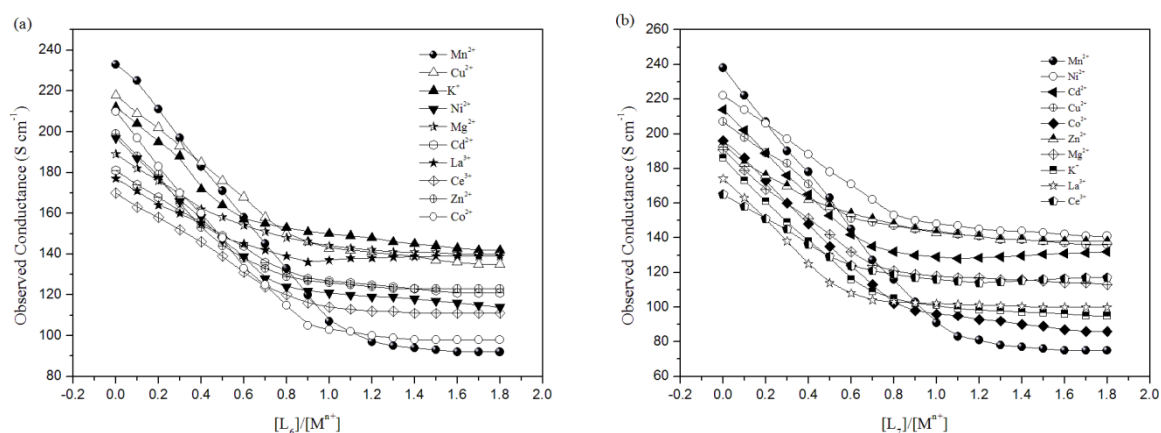 (a)
240
220
200
180
160
140
120
100
80
Observed Conductance ( S cm⁻¹)
-0.2 0.0 0.2 0.4 0.6 0.8 1.0 1.2 1.4 1.6 1.8 2.0
[L₆]/[Mⁿ⁺]
Mn²⁺
Cu²⁺
K⁺
Ni²⁺
Mg²⁺
Cd²⁺
La³⁺
Ce³⁺
Zn²⁺
Co²⁺
(b)
260
240
220
200
180
160
140
120
100
80
60
Observed Conductance ( S cm⁻¹)
-0.2 0.0 0.2 0.4 0.6 0.8 1.0 1.2 1.4 1.6 1.8 2.0
[L₇]/[Mⁿ⁺]
Mn²⁺
Ni²⁺
Cd²⁺
Cu²⁺
Co²⁺
Zn²⁺
Mg²⁺
K⁺
La³⁺
Ce³⁺